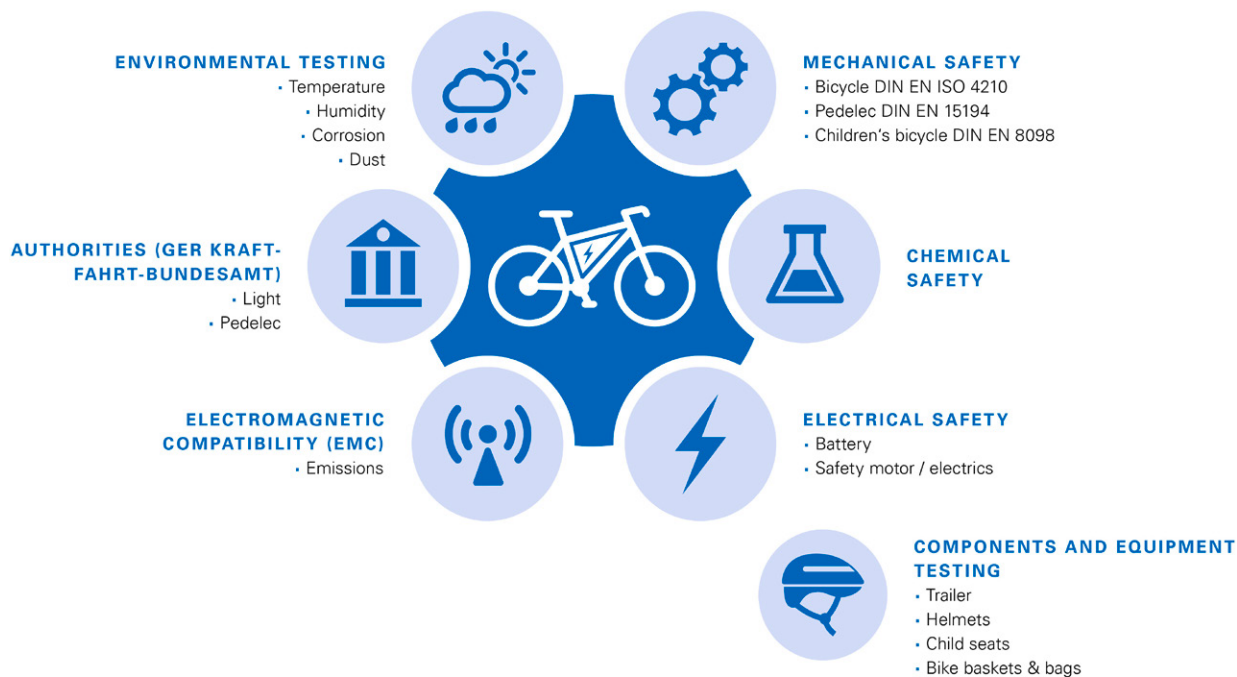 ENVIRONMENTAL TESTING
· Temperature
· Humidity
· Corrosion
· Dust
MECHANICAL SAFETY
· Bicycle DIN EN ISO 4210
· Pedelec DIN EN 15194
· Children‘s bicycle DIN EN 8098
AUTHORITIES (GER KRAFT-
FAHRT-BUNDESAMT)
· Light
· Pedelec
CHEMICAL
SAFETY
ELECTROMAGNETIC
COMPATIBILITY (EMC)
· Emissions
ELECTRICAL SAFETY
· Battery
· Safety motor / electrics
COMPONENTS AND EQUIPMENT
TESTING
· Trailer
· Helmets
· Child seats
· Bike baskets & bags